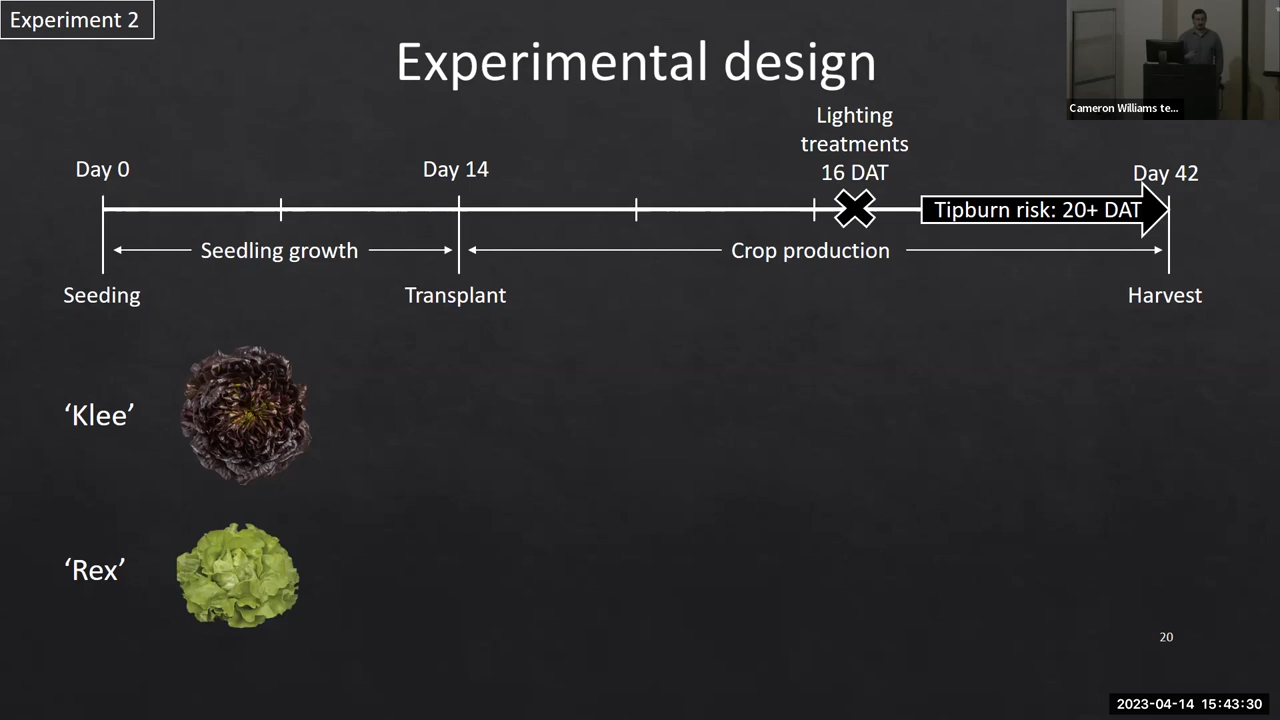 Experiment 2
Experimental design
Cameron Williams te...
Lighting
treatments
16 DAT
Day 0
Day 14
Day 42
Tipburn risk: 20+ DAT
Seedling growth
Crop production
Seeding
Transplant
Harvest
‘Klee’
‘Rex’
20
2023-04-14 15:43:30